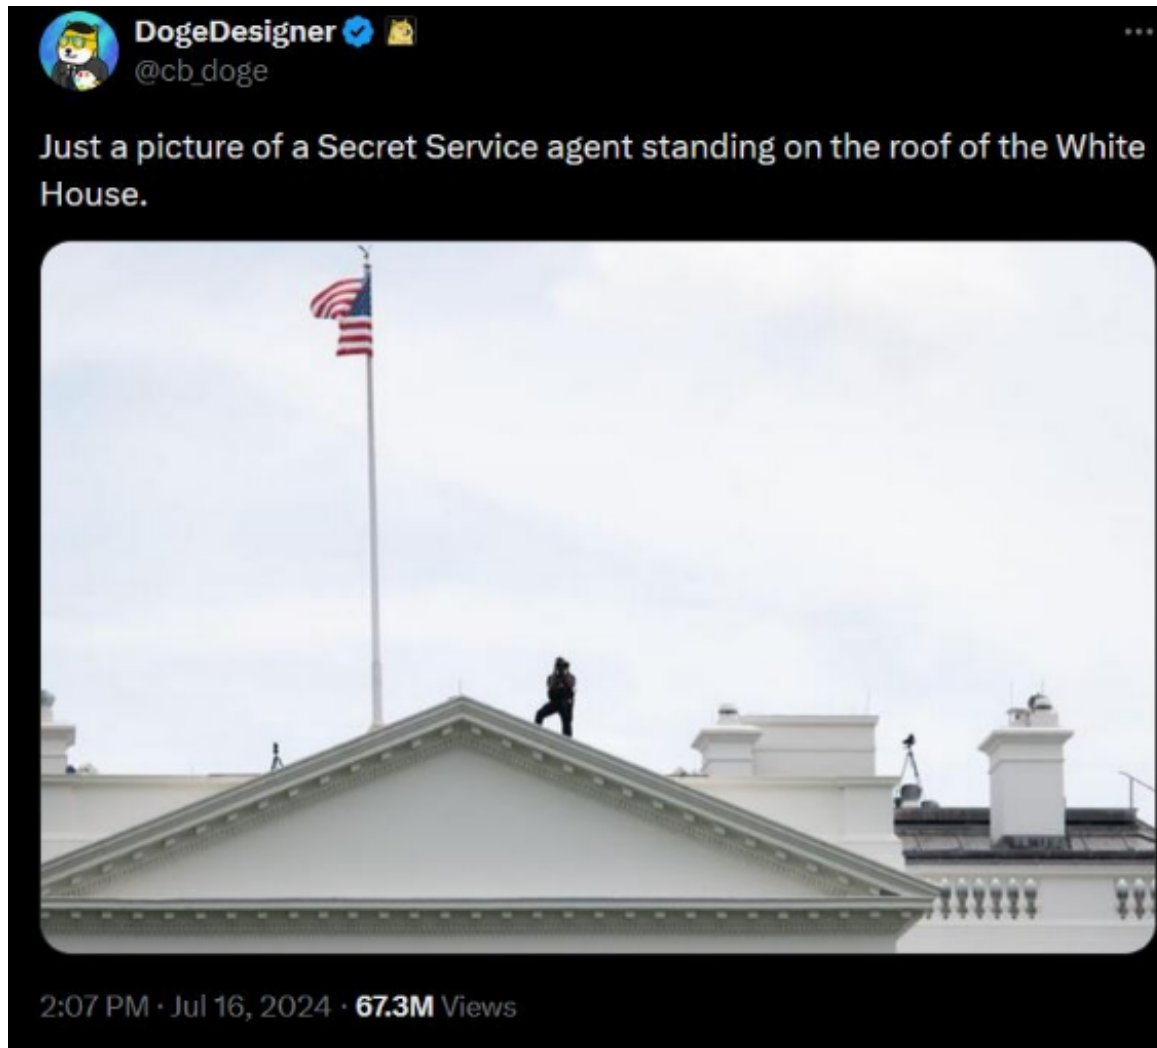 DogeDesigner
@cb_doge
Just a picture of a Secret Service agent standing on the roof of the White
House.
2:07 PM · Jul 16, 2024 · 67.3M Views